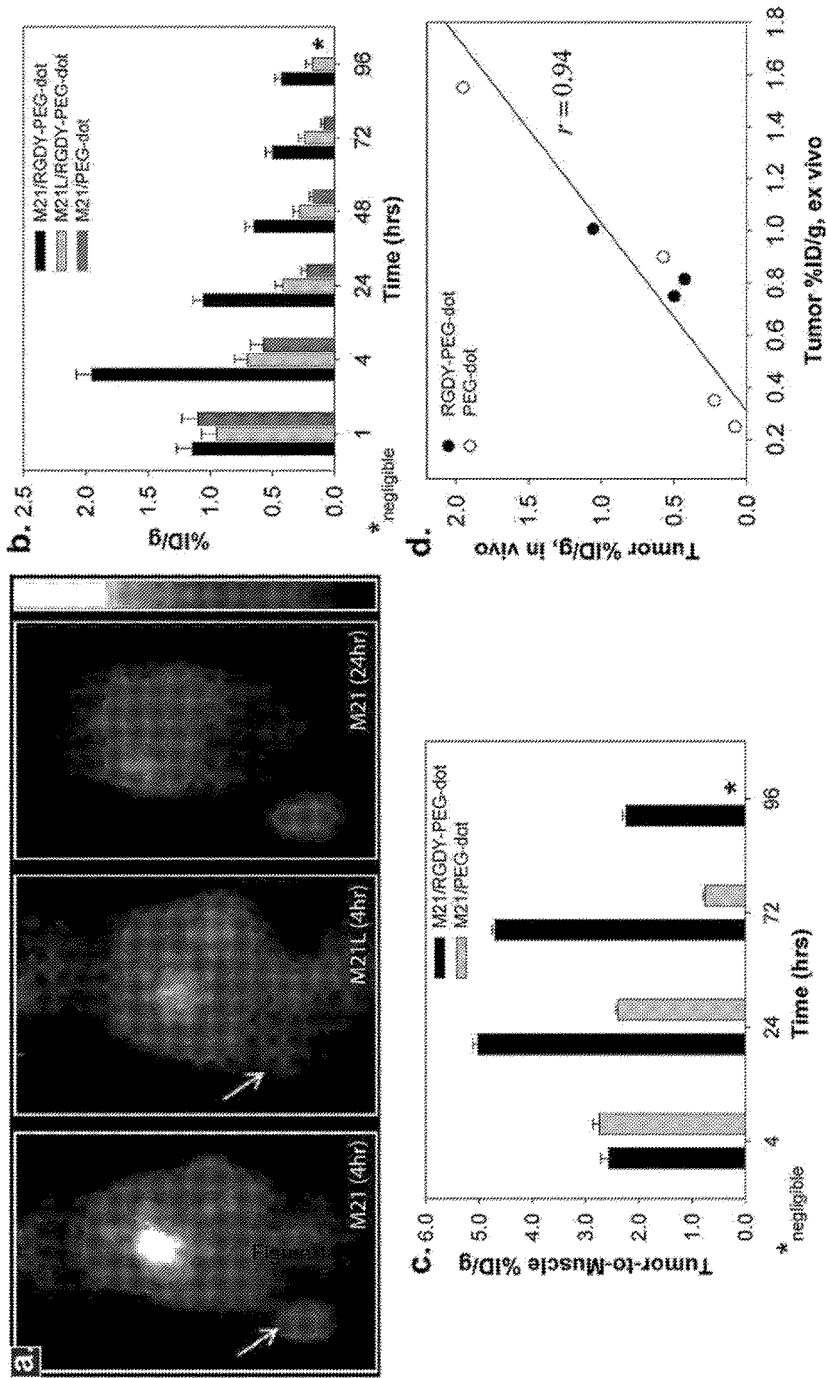 a.
M21 (4hr)
Figure 8
M21L (4hr)
M21 (24hr)
b.
%ID/g
2.5
2.0
1.5
1.0
0.5
0.0
M21/RGDY-PEG-dot
M21L/RGDY-PEG-dot
M21/PEG-dot
*
1 4 24 48 72 96
Time (hrs)
* negligible
c.
Tumor-to-Muscle %ID/g
6.0
5.0
4.0
3.0
2.0
1.0
0.0
M21/RGDY-PEG-dot
M21/PEG-dot
*
4 24 72 96
Time (hrs)
* negligible
d.
Tumor %ID/g, in vivo
2.0
1.5
1.0
0.5
0.0
RGDY-PEG-dot
PEG-dot
r = 0.94
0.2 0.4 0.6 0.8 1.0 1.2 1.4 1.6 1.8
Tumor %ID/g, ex vivo